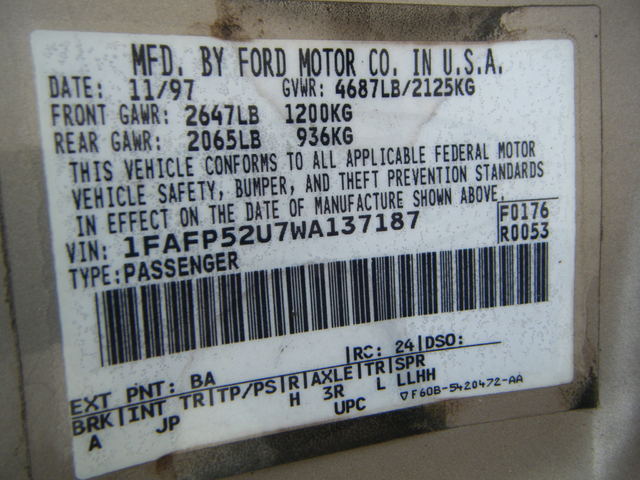 MFD. BY FORD MOTOR CO. IN U.S.A.
DATE: 11/97 GVWR: 4687LB/2125KG
FRONT GAWR: 2647LB 1200KG
REAR GAWR: 2065LB 936KG
THIS VEHICLE CONFORMS TO ALL APPLICABLE FEDERAL MOTOR
VEHICLE SAFETY, BUMPER, AND THEFT PREVENTION STANDARDS
IN EFFECT ON THE DATE OF MANUFACTURE SHOWN ABOVE.
VIN: 1FAFP52U7WA137187 F0176
TYPE: PASSENGER R0053
EXT PNT: BA RC: 24 DSO:
BRK INT TR TP/PS R AXLE TR SPR
A JP H 3R L LLHH
UPC ▽F60B-5420472-AA